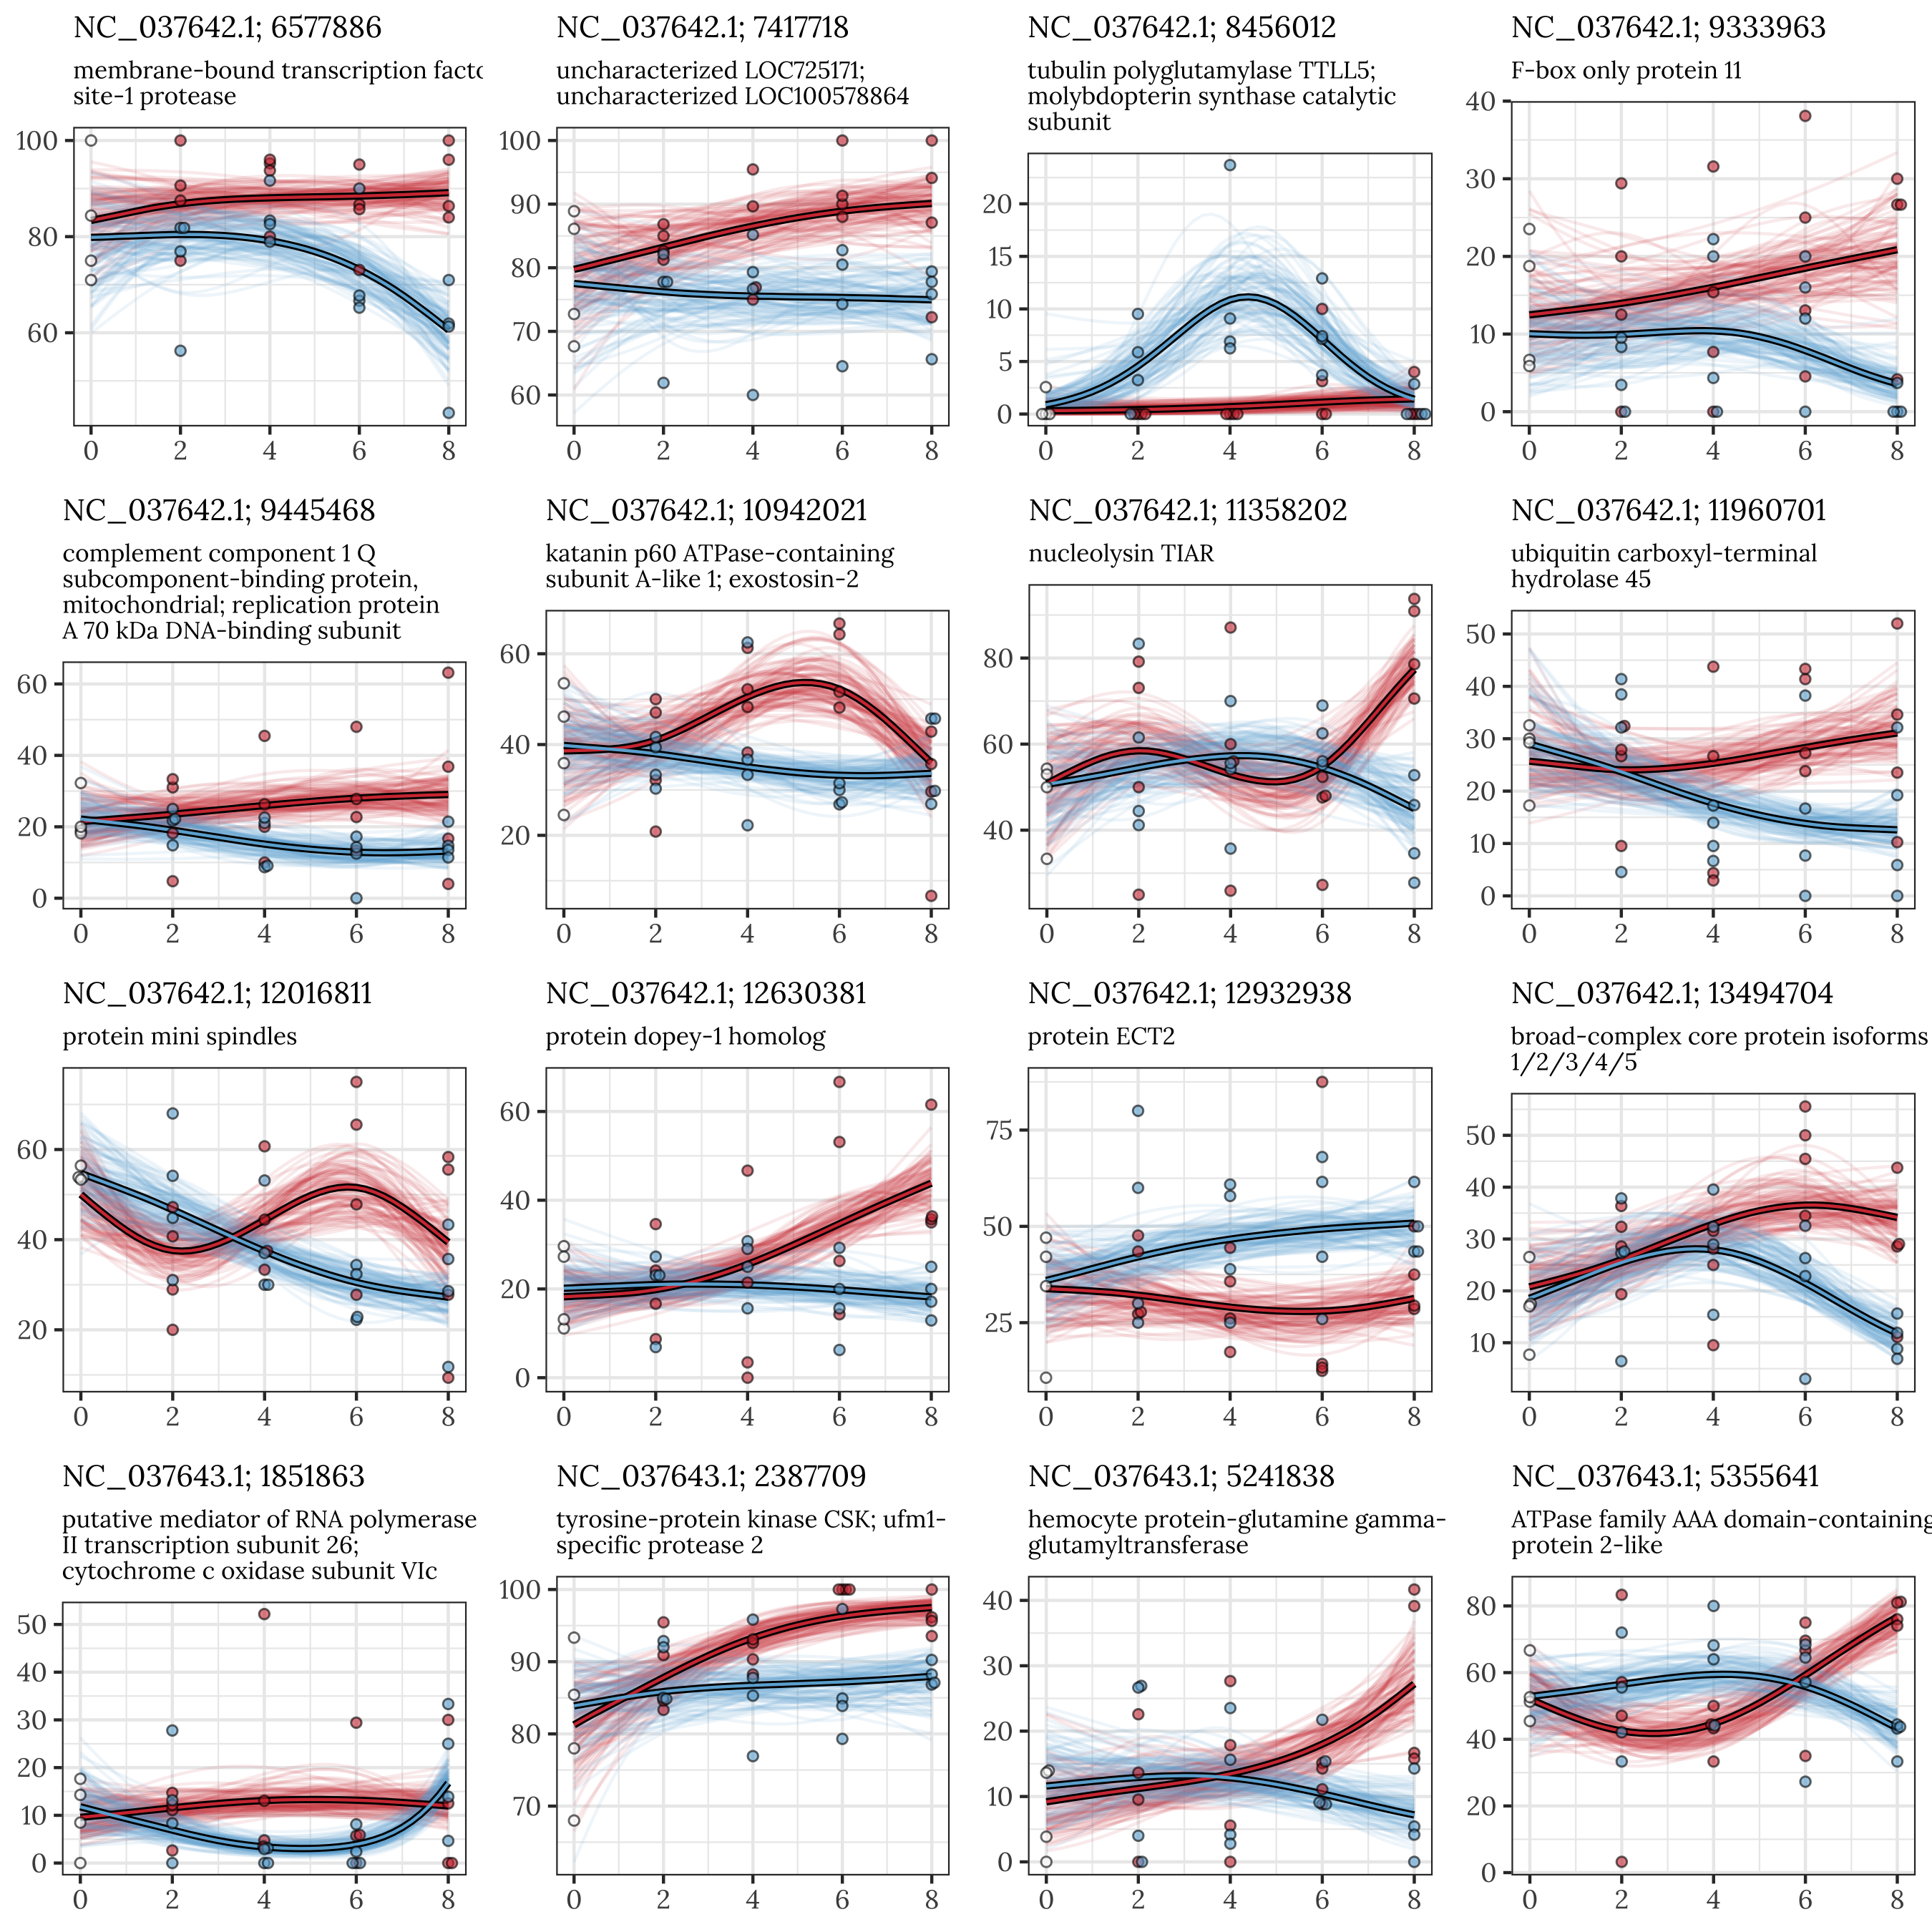 NC_037642.1; 6577886
membrane-bound transcription facto
site-1 protease
100
80
60
0 2 4 6 8
NC_037642.1; 7417718
uncharacterized LOC725171;
uncharacterized LOC100578864
100
90
80
70
60
0 2 4 6 8
NC_037642.1; 8456012
tubulin polyglutamylase TTLL5;
molybdopterin synthase catalytic
subunit
20
15
10
5
0
0 2 4 6 8
NC_037642.1; 9333963
F-box only protein 11
40
30
20
10
0
0 2 4 6 8
NC_037642.1; 9445468
complement component 1 Q
subcomponent-binding protein,
mitochondrial; replication protein
A 70 kDa DNA-binding subunit
60
40
20
0
0 2 4 6 8
NC_037642.1; 10942021
katanin p60 ATPase-containing
subunit A-like 1; exostosin-2
60
40
20
0 2 4 6 8
NC_037642.1; 11358202
nucleolysin TIAR
80
60
40
0 2 4 6 8
NC_037642.1; 11960701
ubiquitin carboxyl-terminal
hydrolase 45
50
40
30
20
10
0
0 2 4 6 8
NC_037642.1; 12016811
protein mini spindles
60
40
20
0 2 4 6 8
NC_037642.1; 12630381
protein dopey-1 homolog
60
40
20
0
0 2 4 6 8
NC_037642.1; 12932938
protein ECT2
75
50
25
0 2 4 6 8
NC_037642.1; 13494704
broad-complex core protein isoforms
1/2/3/4/5
50
40
30
20
10
0 2 4 6 8
NC_037643.1; 1851863
putative mediator of RNA polymerase
II transcription subunit 26;
cytochrome c oxidase subunit VIc
50
40
30
20
10
0
0 2 4 6 8
NC_037643.1; 2387709
tyrosine-protein kinase CSK; ufm1-
specific protease 2
100
90
80
70
0 2 4 6 8
NC_037643.1; 5241838
hemocyte protein-glutamine gamma-
glutamyltransferase
40
30
20
10
0
0 2 4 6 8
NC_037643.1; 5355641
ATPase family AAA domain-containing
protein 2-like
80
60
40
20
0
0 2 4 6 8